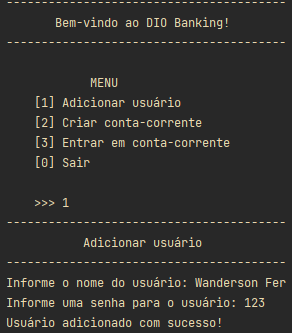 ----------------------------------------
Bem-vindo ao DIO Banking!
----------------------------------------
MENU
[1] Adicionar usuário
[2] Criar conta-corrente
[3] Entrar em conta-corrente
[0] Sair
>>> 1
----------------------------------------
Adicionar usuário
----------------------------------------
Informe o nome do usuário: Wanderson Fer
Informe uma senha para o usuário: 123
Usuário adicionado com sucesso!